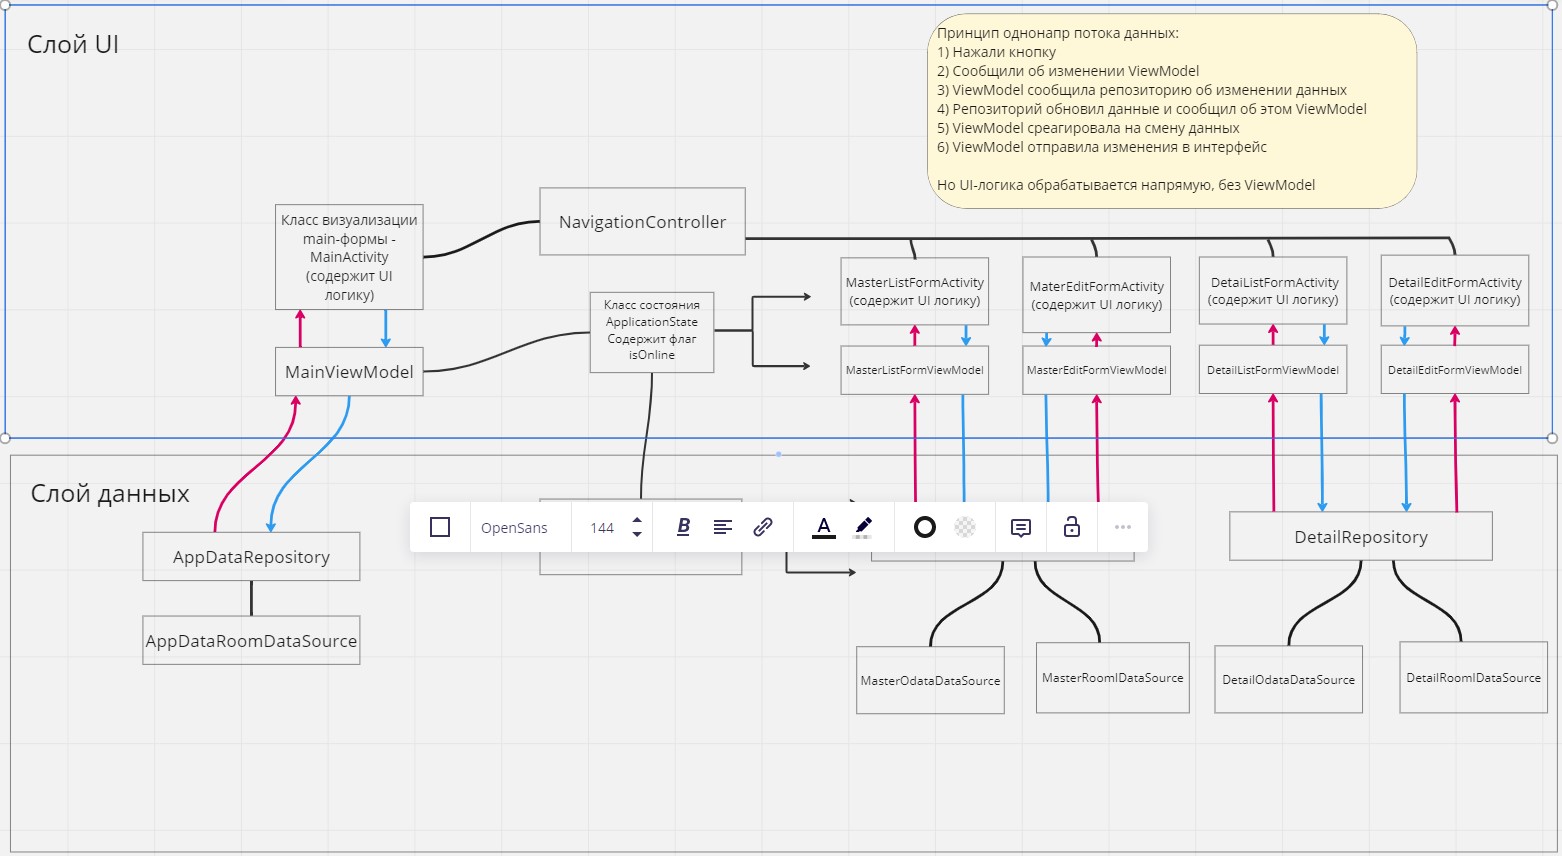 Слой UI
Принцип однонапр потока данных:
1) Нажали кнопку
2) Сообщили об изменении ViewModel
3) ViewModel сообщила репозиторию об изменении данных
4) Репозиторий обновил данные и сообщил об этом ViewModel
5) ViewModel среагировала на смену данных
6) ViewModel отправила изменения в интерфейс
Но UI-логика обрабатывается напрямую, без ViewModel
Класс визуализации
main-формы -
MainActivity
(содержит UI
логику)
NavigationController
MasterListFormActivity
(содержит UI логику)
MaterEditFormActivity
(содержит UI логику)
DetaiListFormActivity
(содержит UI логику)
DetailEditFormActivity
(содержит UI логику)
Класс состояния
ApplicationState
Содержит флаг
isOnline
MainViewModel
MasterListFormViewModel
MasterEditFormViewModel
DetailListFormViewModel
DetailEditFormViewModel
Слой данных
OpenSans
144
B
A
AppDataRepository
DetailRepository
AppDataRoomDataSource
MasterOdataDataSource
MasterRoomlDataSource
DetailOdataDataSource
DetailRoomlDataSource